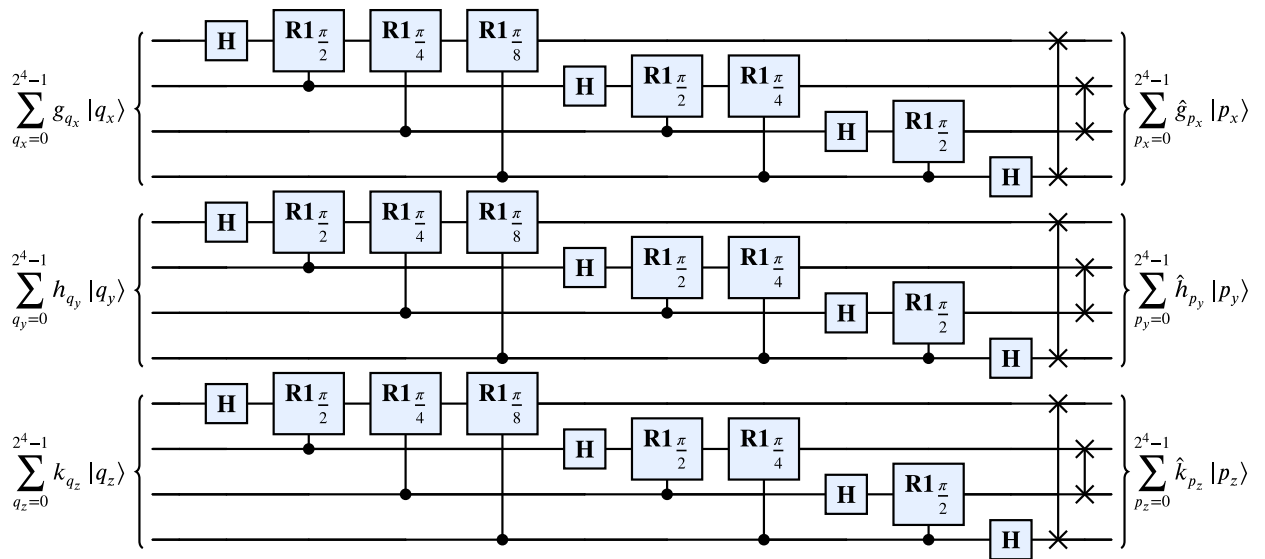 H R1 π/2 R1 π/4 R1 π/8
2^4−1 ∑ q_x=0 g_{q_x} |q_x⟩ H R1 π/2 R1 π/4 2^4−1 ∑ p_x=0 ĝ_{p_x} |p_x⟩
H R1 π/2
H
H R1 π/2 R1 π/4 R1 π/8
2^4−1 ∑ q_y=0 h_{q_y} |q_y⟩ H R1 π/2 R1 π/4 2^4−1 ∑ p_y=0 ĥ_{p_y} |p_y⟩
H R1 π/2
H
H R1 π/2 R1 π/4 R1 π/8
2^4−1 ∑ q_z=0 k_{q_z} |q_z⟩ H R1 π/2 R1 π/4 2^4−1 ∑ p_z=0 k̂_{p_z} |p_z⟩
H R1 π/2
H